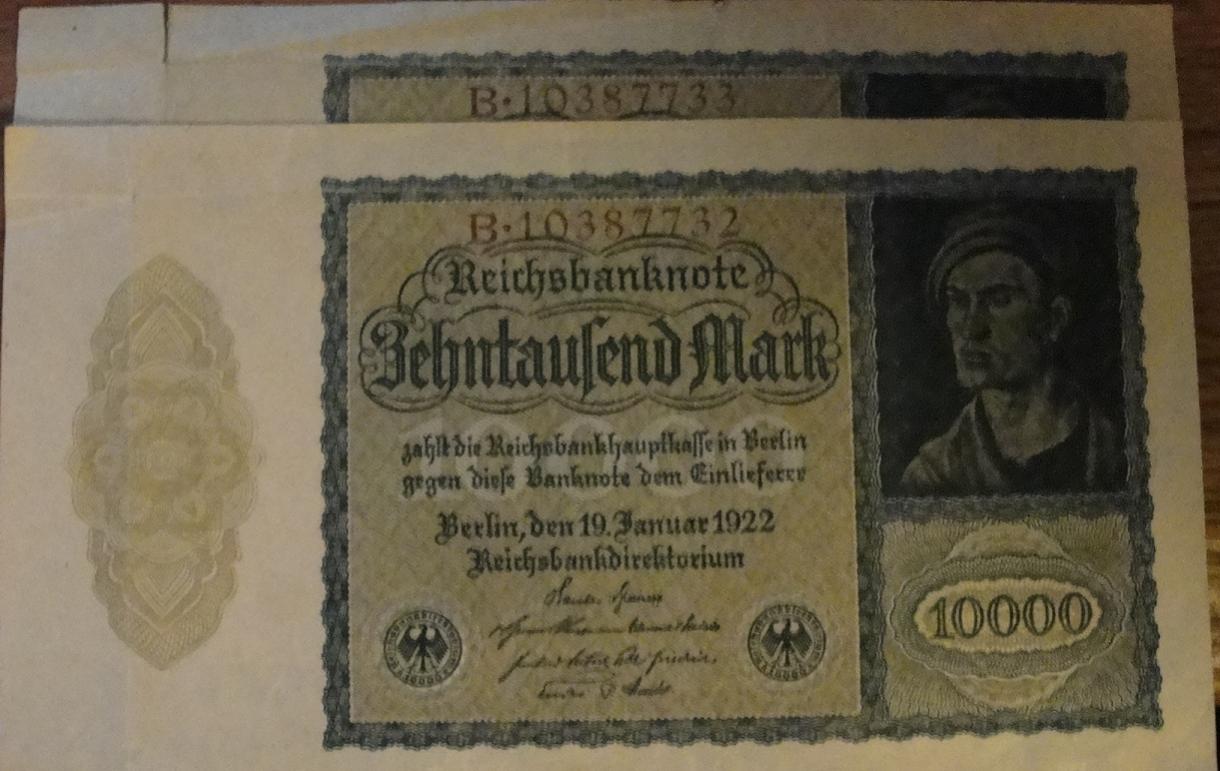 B·10387733
B·10387732
Reichsbanknote
Zehntauſend Mark
zahlt die Reichsbankhauptkaſſe in Berlin
gegen dieſe Banknote dem Einlieferer
Berlin, den 19. Januar 1922
Reichsbankdirektorium
10000